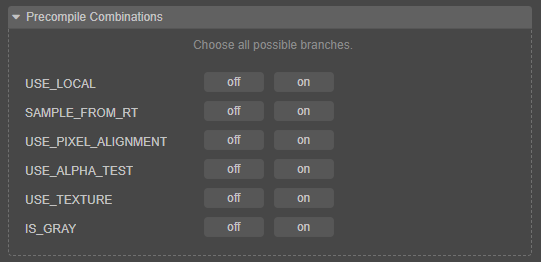 Precompile Combinations
Choose all possible branches.
USE_LOCAL off on
SAMPLE_FROM_RT off on
USE_PIXEL_ALIGNMENT off on
USE_ALPHA_TEST off on
USE_TEXTURE off on
IS_GRAY off on